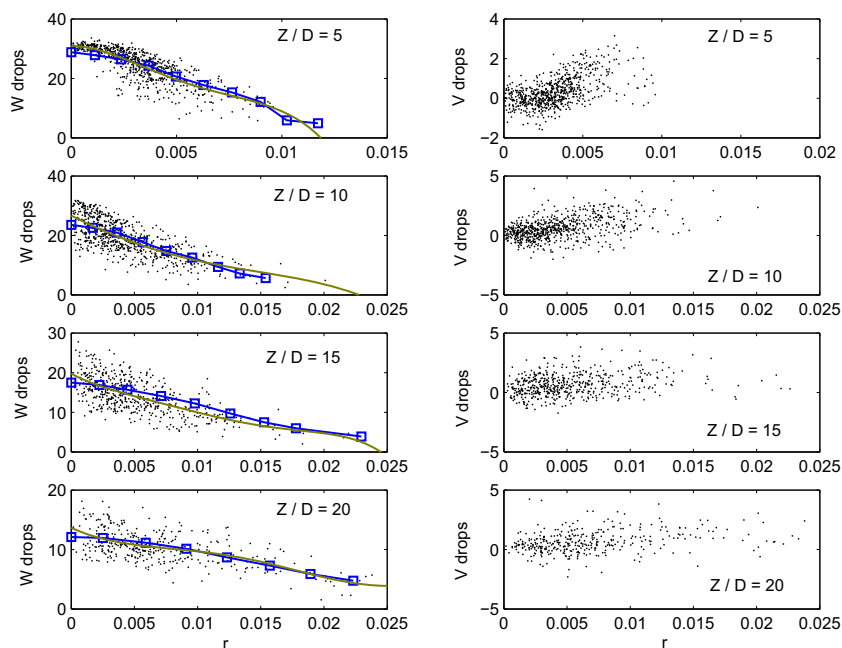 40
20
0
W drops
Z / D = 5
0 0.005 0.01 0.015
4
2
0
−2
V drops
Z / D = 5
0 0.005 0.01 0.015 0.02
40
20
0
W drops
Z / D = 10
0 0.005 0.01 0.015 0.02 0.025
5
0
−5
V drops
Z / D = 10
0 0.005 0.01 0.015 0.02 0.025
30
20
10
0
W drops
Z / D = 15
0 0.005 0.01 0.015 0.02 0.025
5
0
−5
V drops
Z / D = 15
0 0.005 0.01 0.015 0.02 0.025
20
10
0
W drops
Z / D = 20
0 0.005 0.01 0.015 0.02 0.025
r
5
0
−5
V drops
Z / D = 20
0 0.005 0.01 0.015 0.02 0.025
r